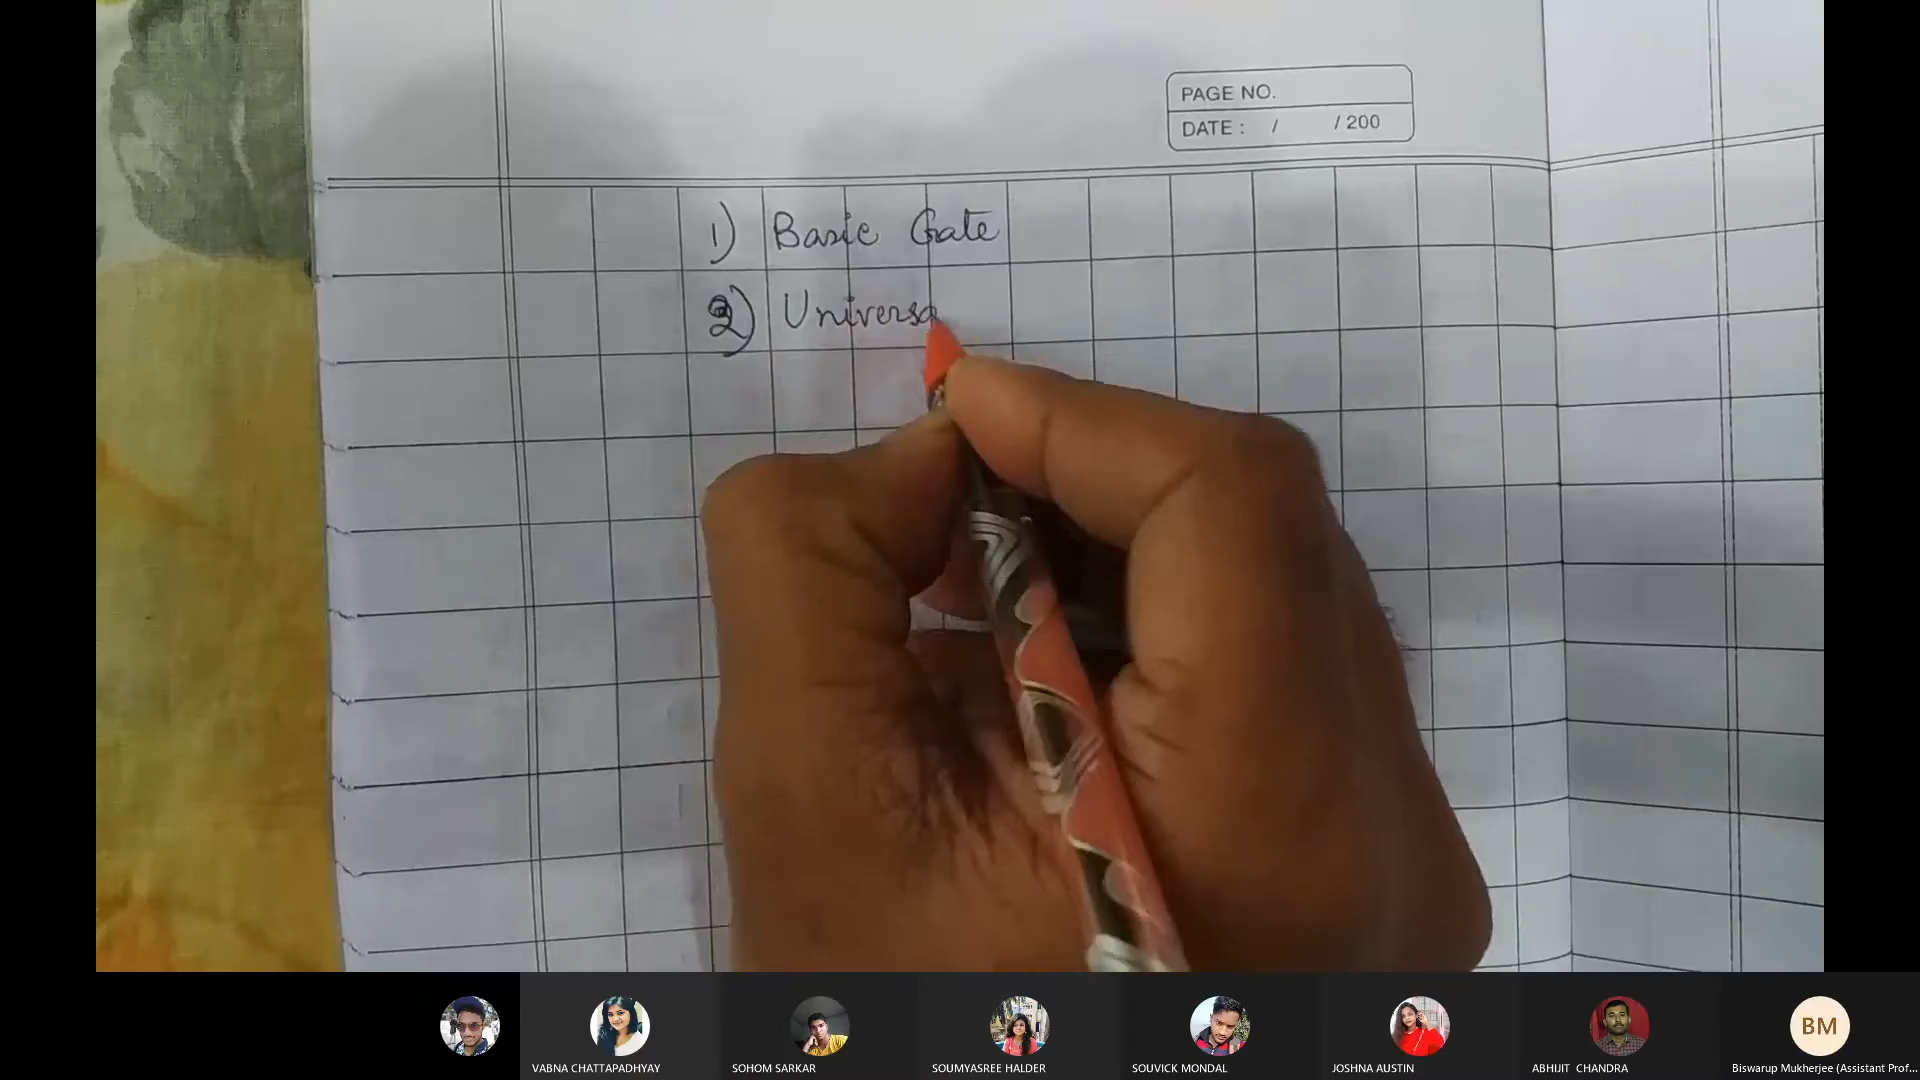 PAGE NO.
DATE : / / 200
1) Basic Gate
2) Universa
VABNA CHATTAPADHYAY
SOHOM SARKAR
SOUMYASREE HALDER
SOUVICK MONDAL
JOSHNA AUSTIN
ABHIJIT CHANDRA
BM
Biswarup Mukherjee (Assistant Prof...